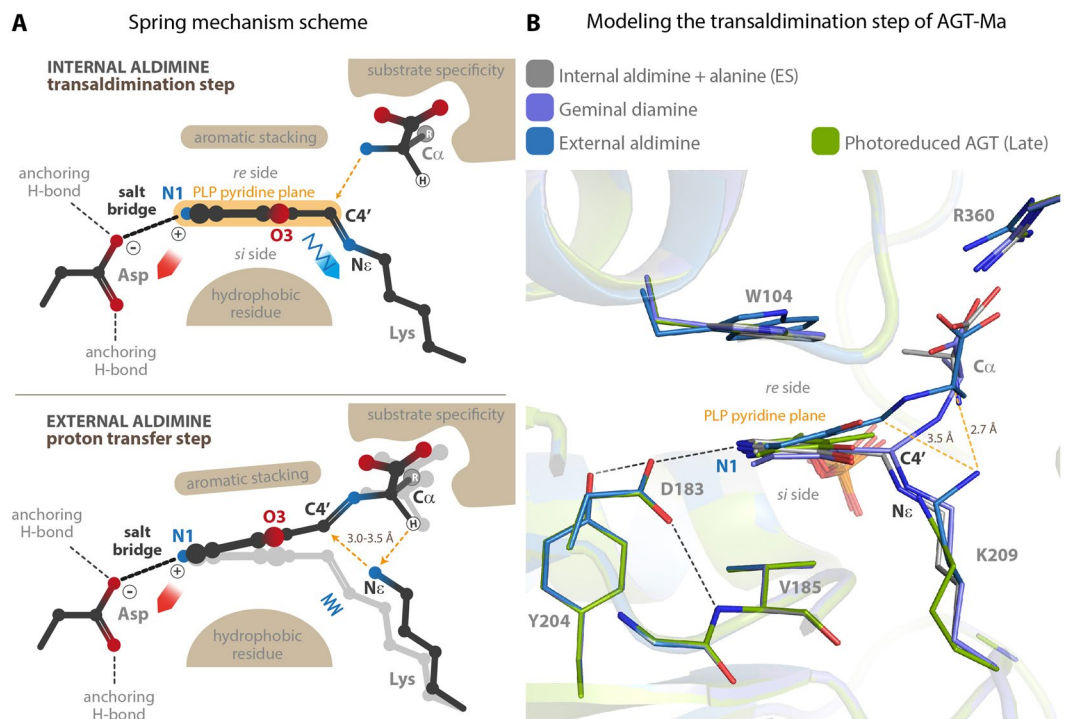 A
Spring mechanism scheme
INTERNAL ALDIMINE
transaldimination step
substrate specificity
aromatic stacking
R
Cα
H
anchoring
H-bond
salt
bridge
N1
re side
PLP pyridine plane
C4'
+
−
O3
Asp
si side
Nε
hydrophobic
residue
Lys
anchoring
H-bond
EXTERNAL ALDIMINE
proton transfer step
substrate specificity
aromatic stacking
R
Cα
C4'
H
anchoring
H-bond
salt
bridge
N1
O3
3.0-3.5 Å
+
−
Asp
Nε
hydrophobic
residue
Lys
anchoring
H-bond
B
Modeling the transaldimination step of AGT-Ma
Internal aldimine + alanine (ES)
Geminal diamine
External aldimine
Photoreduced AGT (Late)
R360
W104
Cα
re side
PLP pyridine plane
3.5 Å
2.7 Å
N1
C4'
D183
si side
Nε
K209
V185
Y204